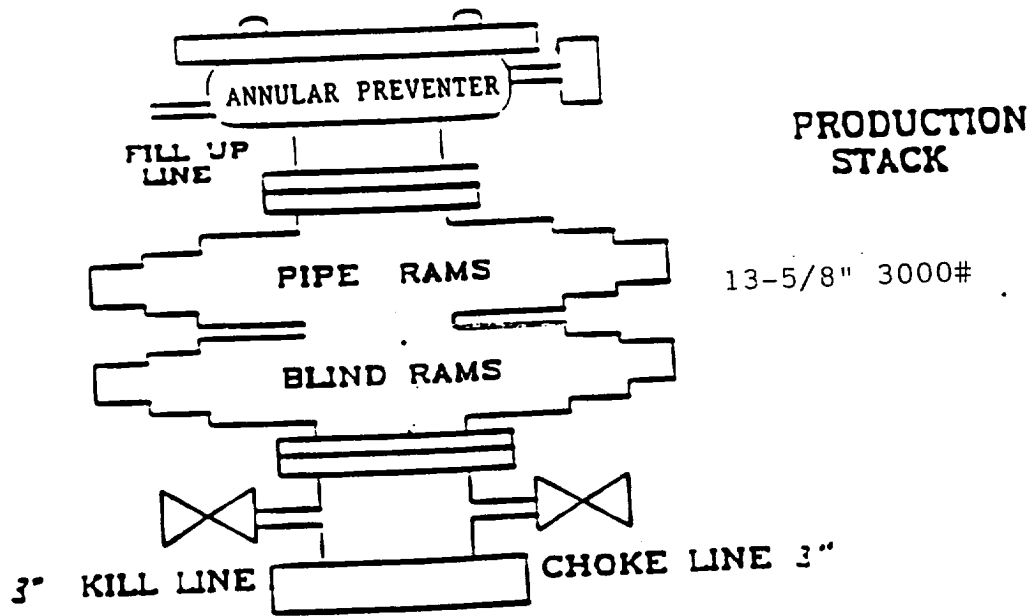 ANNULAR PREVENTER
FILL UP
LINE
PRODUCTION
STACK
PIPE RAMS
13-5/8" 3000#
BLIND RAMS
3" KILL LINE
CHOKE LINE 3"